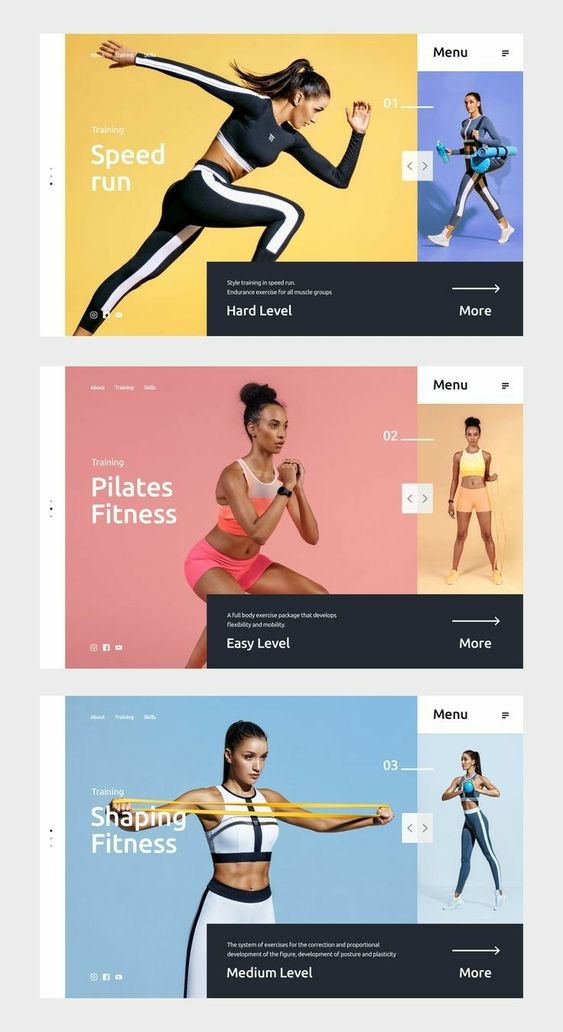 About Training Skills
Menu
01
Training
Speed
run
Style training in speed run.
Endurance exercise for all muscle groups
Hard Level
More
About Training Skills
Menu
02
Training
Pilates
Fitness
A full body exercise package that develops
flexibility and mobility.
Easy Level
More
About Training Skills
Menu
03
Training
Shaping
Fitness
The system of exercises for the correction and proportional
development of the figure, development of posture and plasticity
Medium Level
More